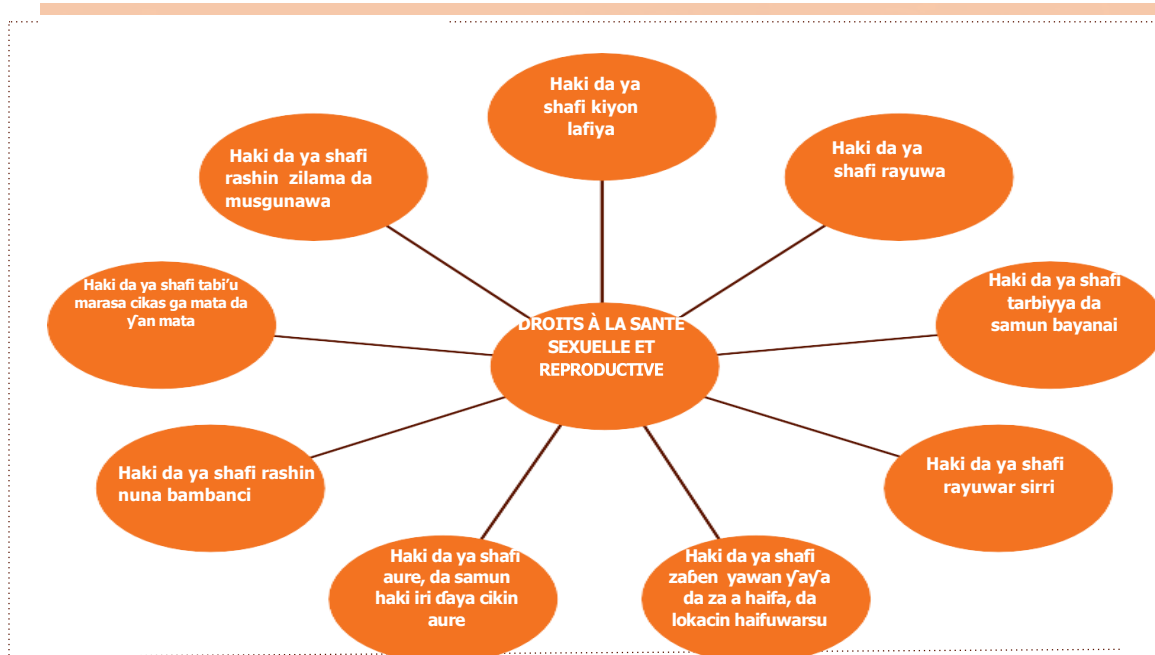 Haki da ya
shafi kiyon
lafiya
Haki da ya
shafi rayuwa
Haki da ya shafi
tarbiyya da
samun bayanai
Haki da ya shafi
rayuwar sirri
Haki da ya shafi
zaɓen yawan ƴaƴa
da za a haifa, da
lokacin haifuwarsu
Haki da ya shafi
aure, da samun
haki iri ɗaya cikin
aure
Haki da ya shafi rashin
nuna bambanci
Haki da ya shafi tabi'u
marasa cikas ga mata da
ƴan mata
Haki da ya shafi
rashin zilama da
musgunawa
DROITS À LA SANTE
SEXUELLE ET
REPRODUCTIVE